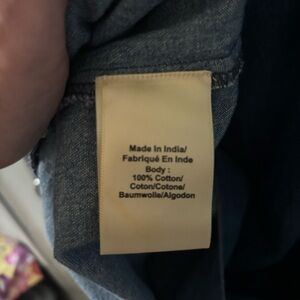 Made In India/
Fabriqué En Inde
Body :
100% Cotton/
Coton/Cotone/
Baumwolle/Algodon